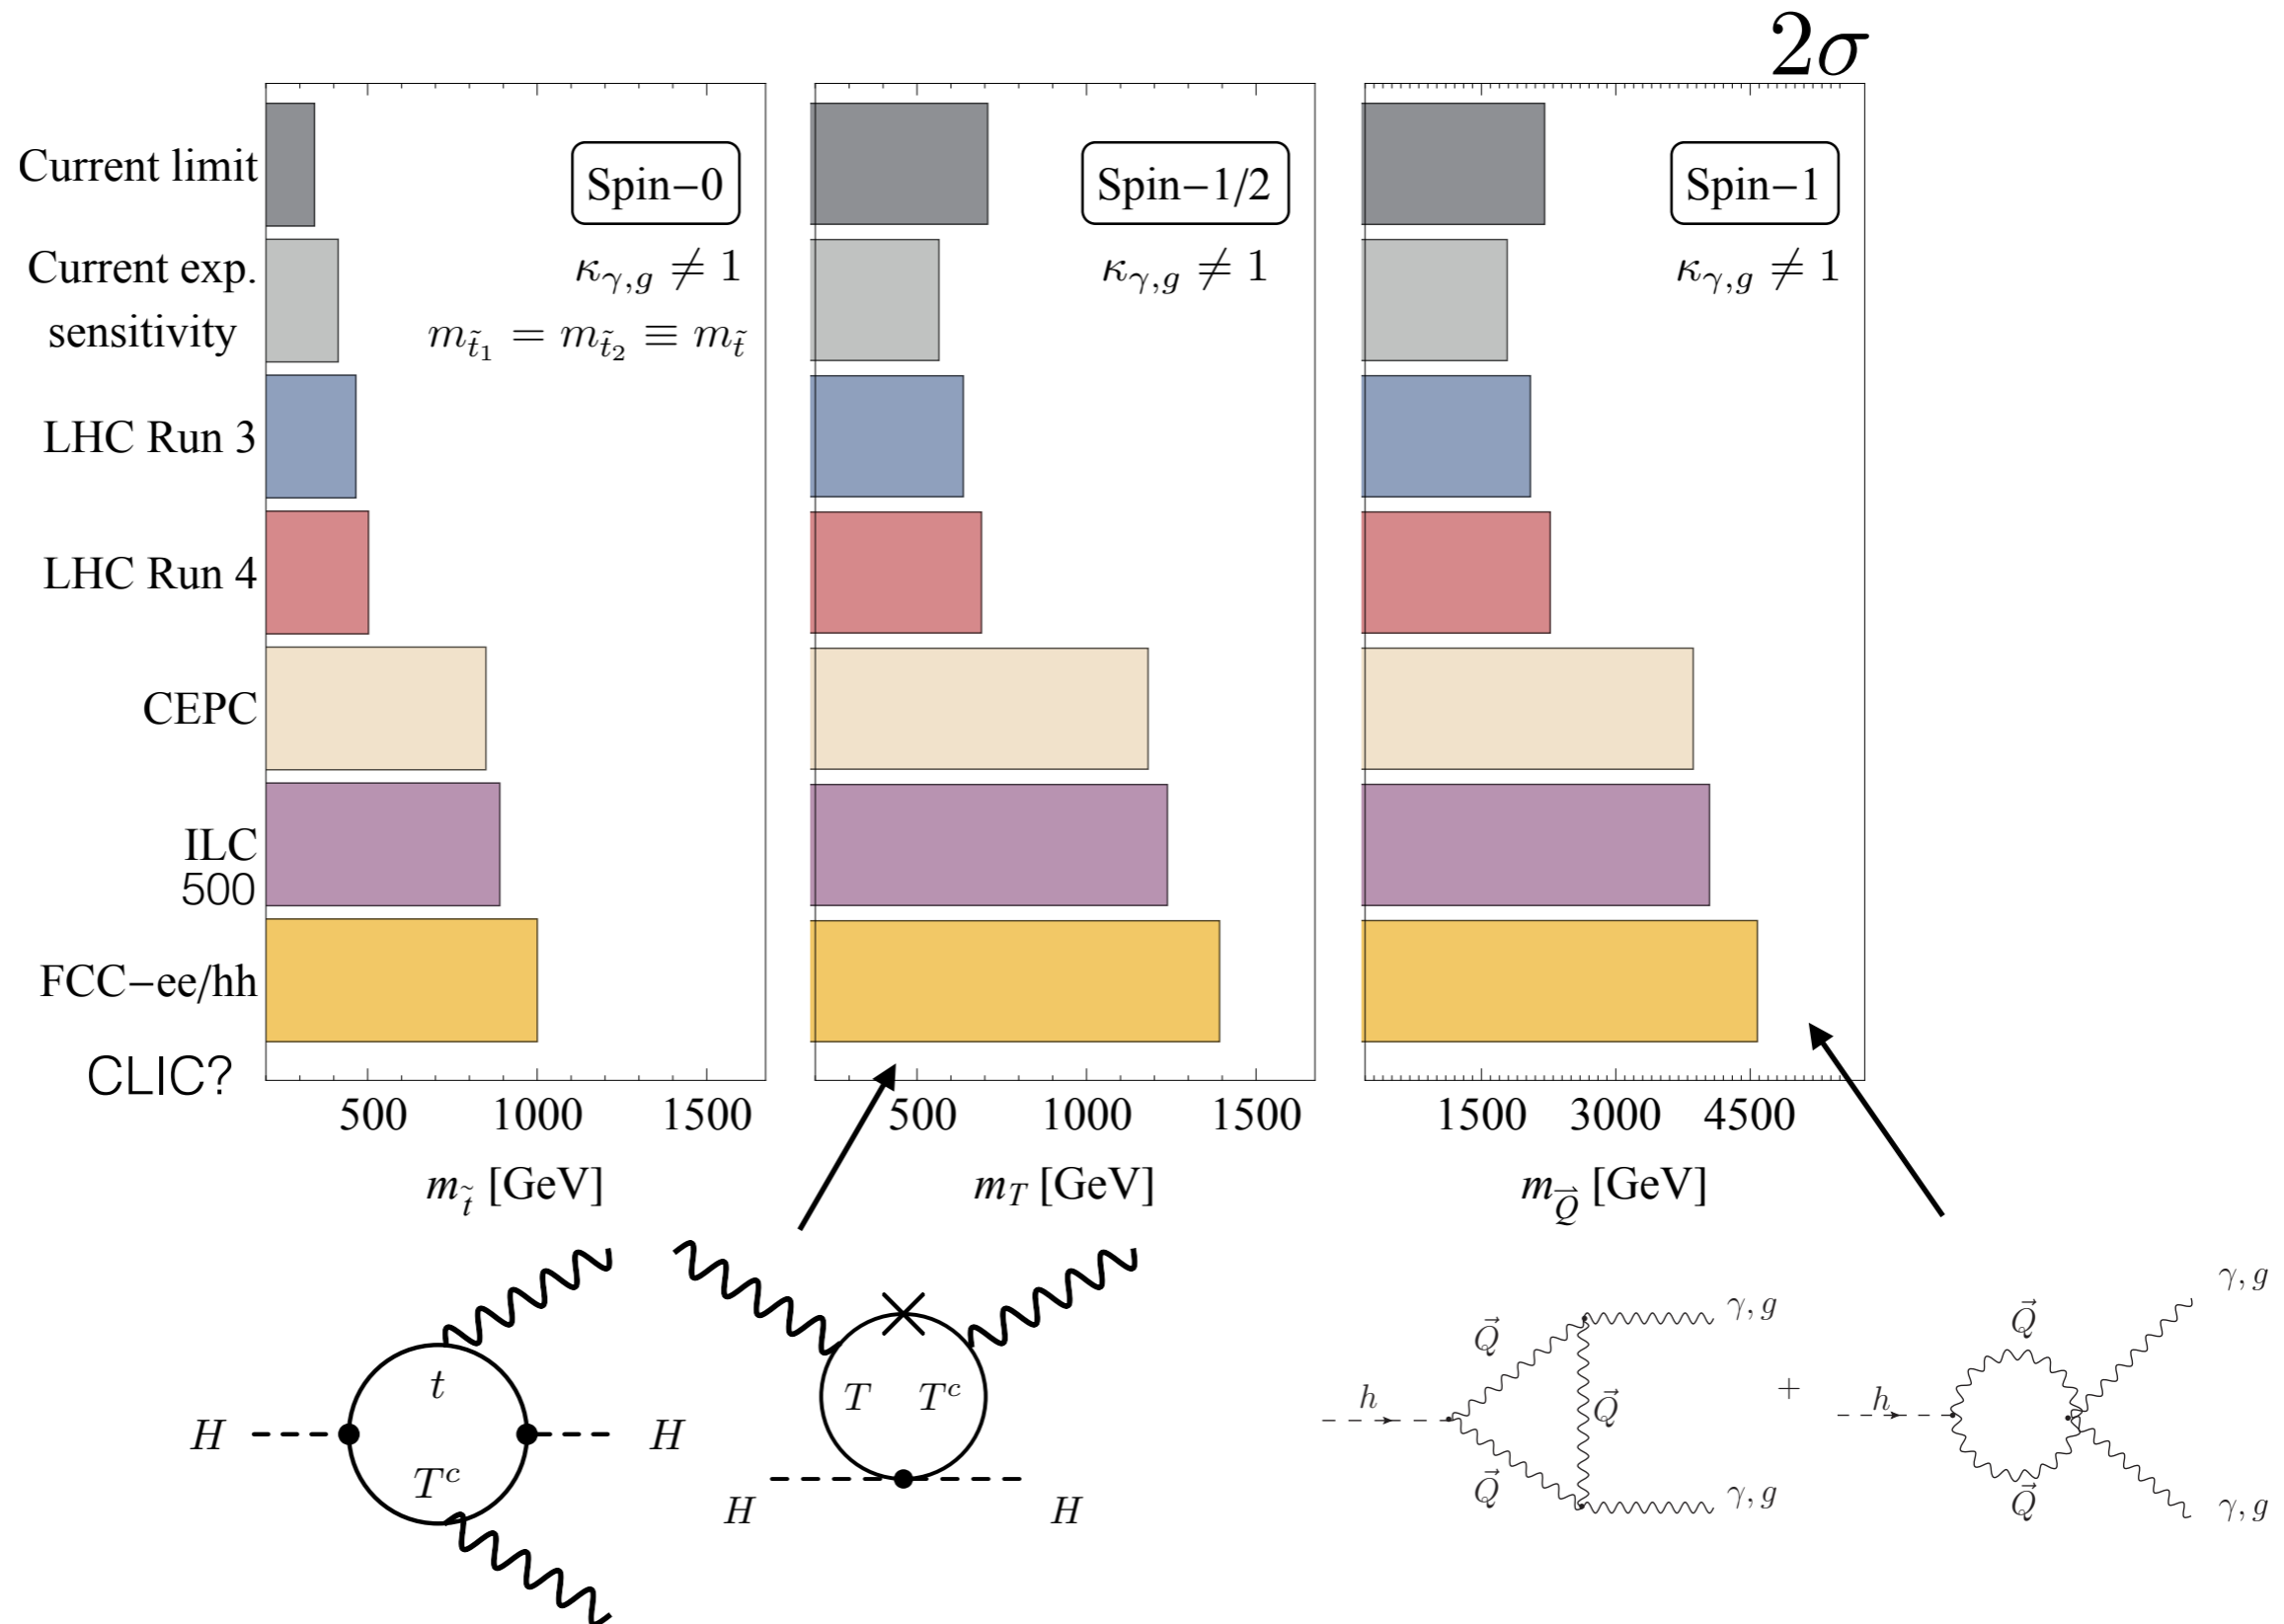 2σ
Current limit
Current exp.
sensitivity
LHC Run 3
LHC Run 4
CEPC
ILC
500
FCC−ee/hh
CLIC?
Spin−0
κ_{γ,g} ≠ 1
m_{t̃₁} = m_{t̃₂} ≡ m_{t̃}
500 1000 1500
m_{t̃} [GeV]
Spin−1/2
κ_{γ,g} ≠ 1
500 1000 1500
m_T [GeV]
Spin−1
κ_{γ,g} ≠ 1
1500 3000 4500
m_{Q⃗} [GeV]
H t T^c H
T T^c
H H
h Q⃗ Q⃗ Q⃗ γ, g γ, g
+
h Q⃗ Q⃗ γ, g γ, g